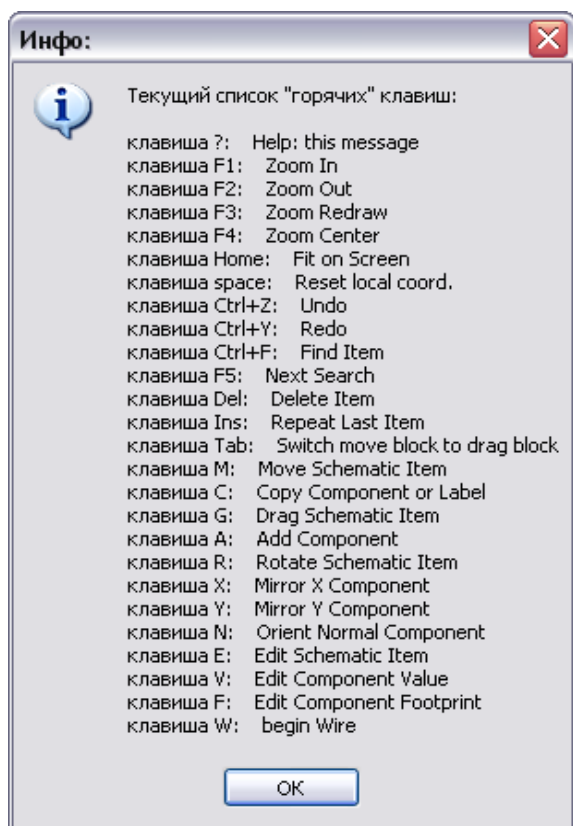 Инфо:
Текущий список "горячих" клавиш:
клавиша ?: Help: this message
клавиша F1: Zoom In
клавиша F2: Zoom Out
клавиша F3: Zoom Redraw
клавиша F4: Zoom Center
клавиша Home: Fit on Screen
клавиша space: Reset local coord.
клавиша Ctrl+Z: Undo
клавиша Ctrl+Y: Redo
клавиша Ctrl+F: Find Item
клавиша F5: Next Search
клавиша Del: Delete Item
клавиша Ins: Repeat Last Item
клавиша Tab: Switch move block to drag block
клавиша M: Move Schematic Item
клавиша C: Copy Component or Label
клавиша G: Drag Schematic Item
клавиша A: Add Component
клавиша R: Rotate Schematic Item
клавиша X: Mirror X Component
клавиша Y: Mirror Y Component
клавиша N: Orient Normal Component
клавиша E: Edit Schematic Item
клавиша V: Edit Component Value
клавиша F: Edit Component Footprint
клавиша W: begin Wire
OK